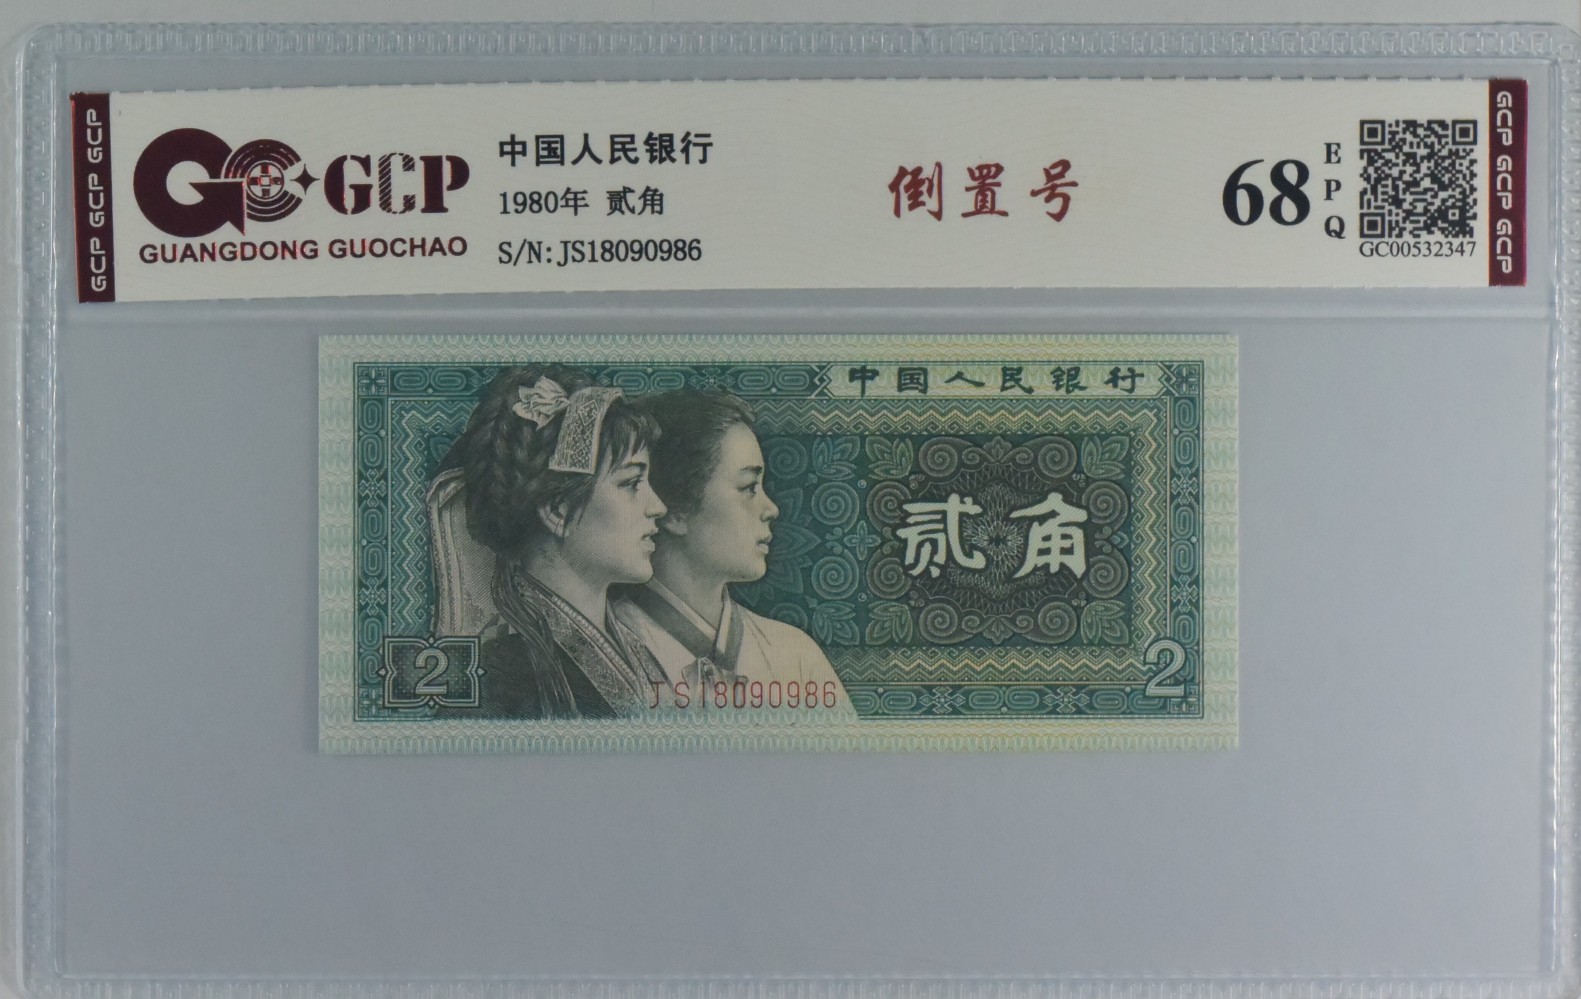 GCP GCP GCP
GCP
GUANGDONG GUOCHAO
中国人民银行
1980年 贰角
S/N: JS18090986
倒置号
68
EPQ
GC00532347
GCP GCP GCP
中国人民银行
贰角
2
2
JS18090986